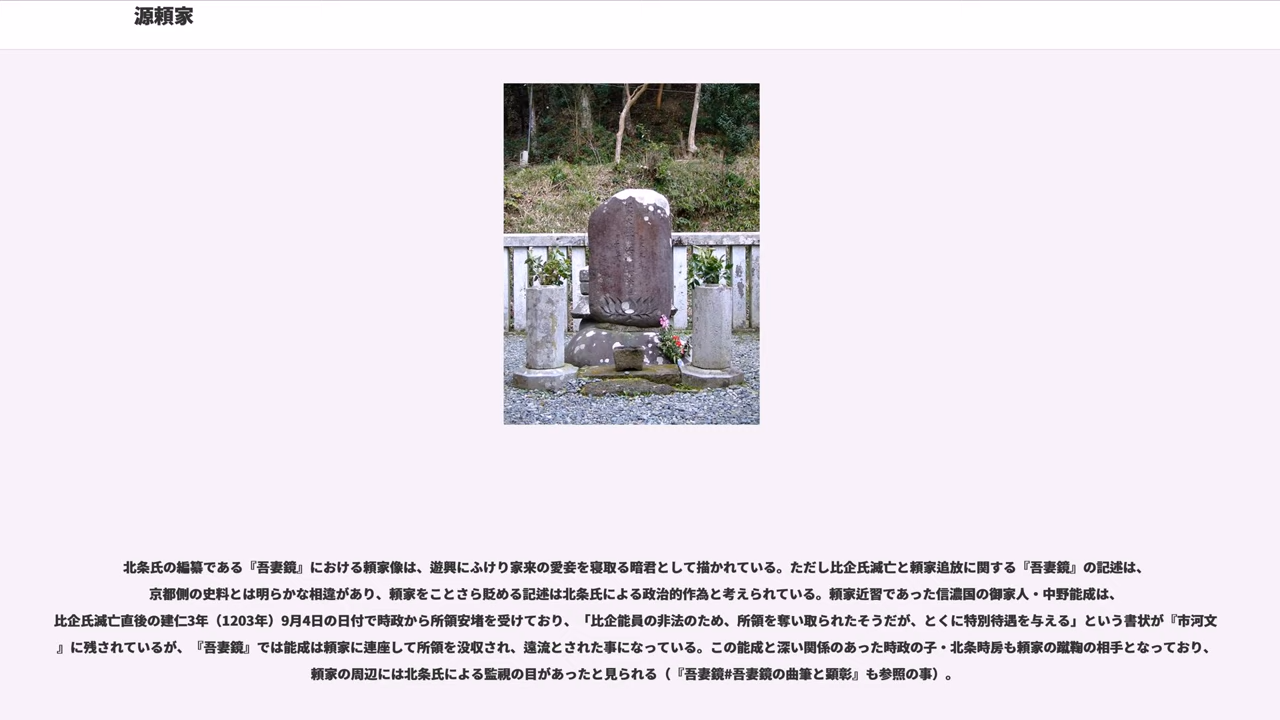 源頼家
北条氏の編纂である『吾妻鏡』における頼家像は、遊興にふけり家来の愛妾を寝取る暗君として描かれている。ただし比企氏滅亡と頼家追放に関する『吾妻鏡』の記述は、
京都側の史料とは明らかな相違があり、頼家をことさら貶める記述は北条氏による政治的作為と考えられている。頼家近習であった信濃国の御家人・中野能成は、
比企氏滅亡直後の建仁3年（1203年）9月4日の日付で時政から所領安堵を受けており、「比企能員の非法のため、所領を奪い取られたそうだが、とくに特別待遇を与える」という書状が『市河文
』に残されているが、『吾妻鏡』では能成は頼家に連座して所領を没収され、遠流とされた事になっている。この能成と深い関係のあった時政の子・北条時房も頼家の蹴鞠の相手となっており、
頼家の周辺には北条氏による監視の目があったと見られる（『吾妻鏡#吾妻鏡の曲筆と顕彰』も参照の事）。